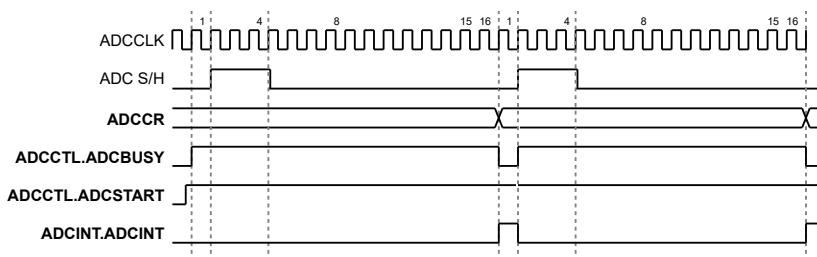 1 4 8 15 16 1 4 8 15 16
ADCCLK
ADC S/H
ADCCR
ADCCTL.ADCBUSY
ADCCTL.ADCSTART
ADCINT.ADCINT